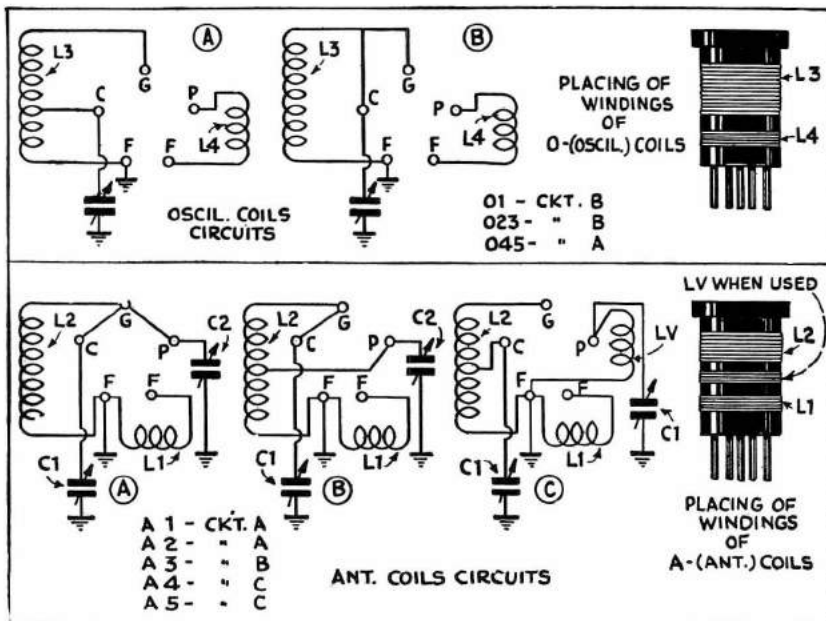 A
L3
G
C
F
P
L4
F
OSCIL. COILS
CIRCUITS
B
L3
G
C
F
P
L4
F
01 - CKT. B
023 - " B
045 - " A
PLACING OF
WINDINGS
OF
O-(OSCIL.) COILS
L3
L4
L2
G
C
P
C2
F
F
L1
C1
A
L2
G
C
P
C2
F
F
L1
C1
B
L2
G
C
P
LV
F
F
L1
C1
C1
C
LV WHEN USED
L2
L1
PLACING OF
WINDINGS
OF
A-(ANT.) COILS
A 1 - CKT. A
A 2 - " A
A 3 - " B
A 4 - " C
A 5 - " C
ANT. COILS CIRCUITS